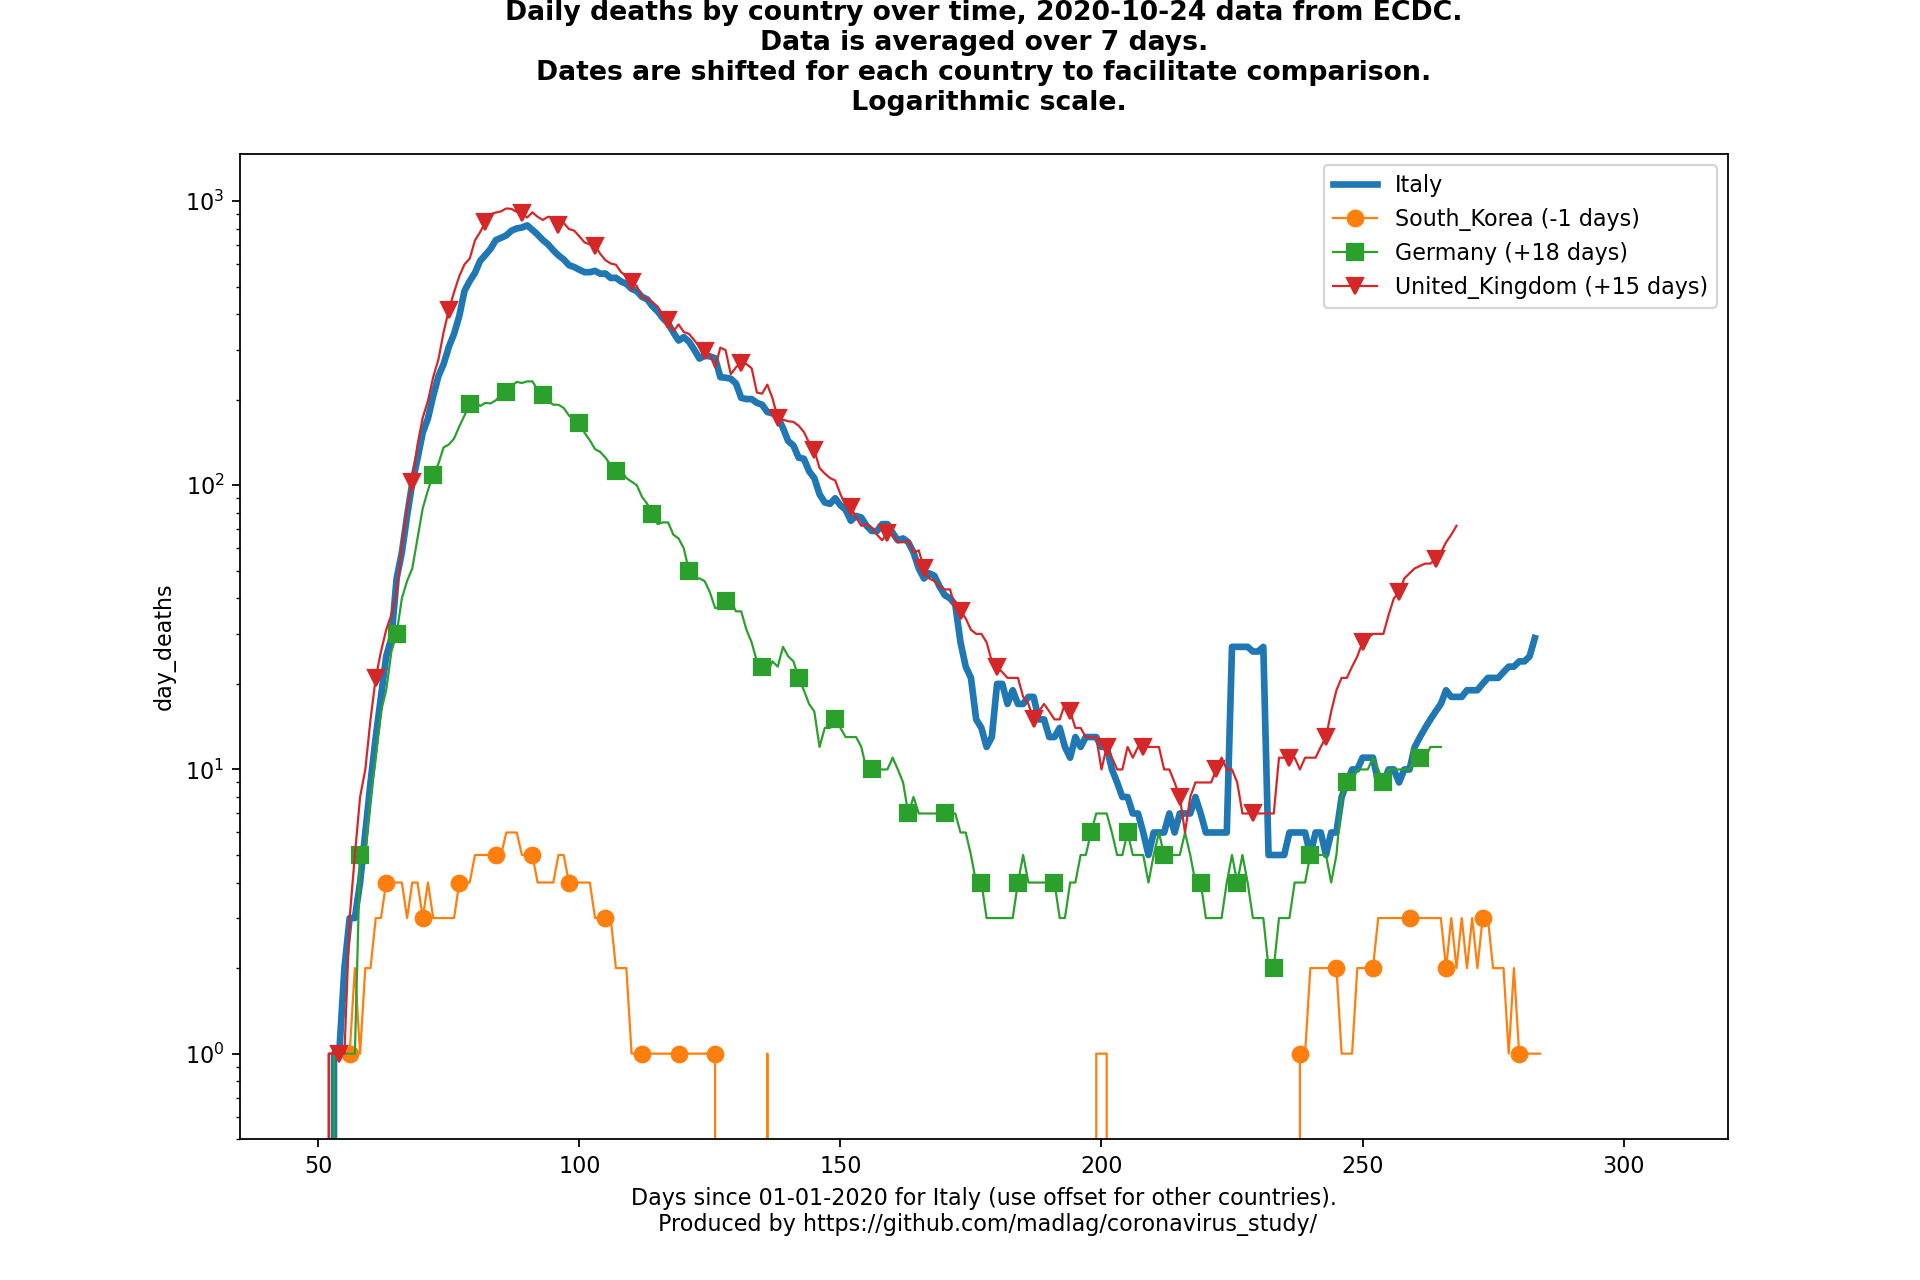 Daily deaths by country over time, 2020-10-24 data from ECDC.
Data is averaged over 7 days.
Dates are shifted for each country to facilitate comparison.
Logarithmic scale.
Italy
South_Korea (-1 days)
Germany (+18 days)
United_Kingdom (+15 days)
10³
10²
10¹
10⁰
day_deaths
50 100 150 200 250 300
Days since 01-01-2020 for Italy (use offset for other countries).
Produced by https://github.com/madlag/coronavirus_study/